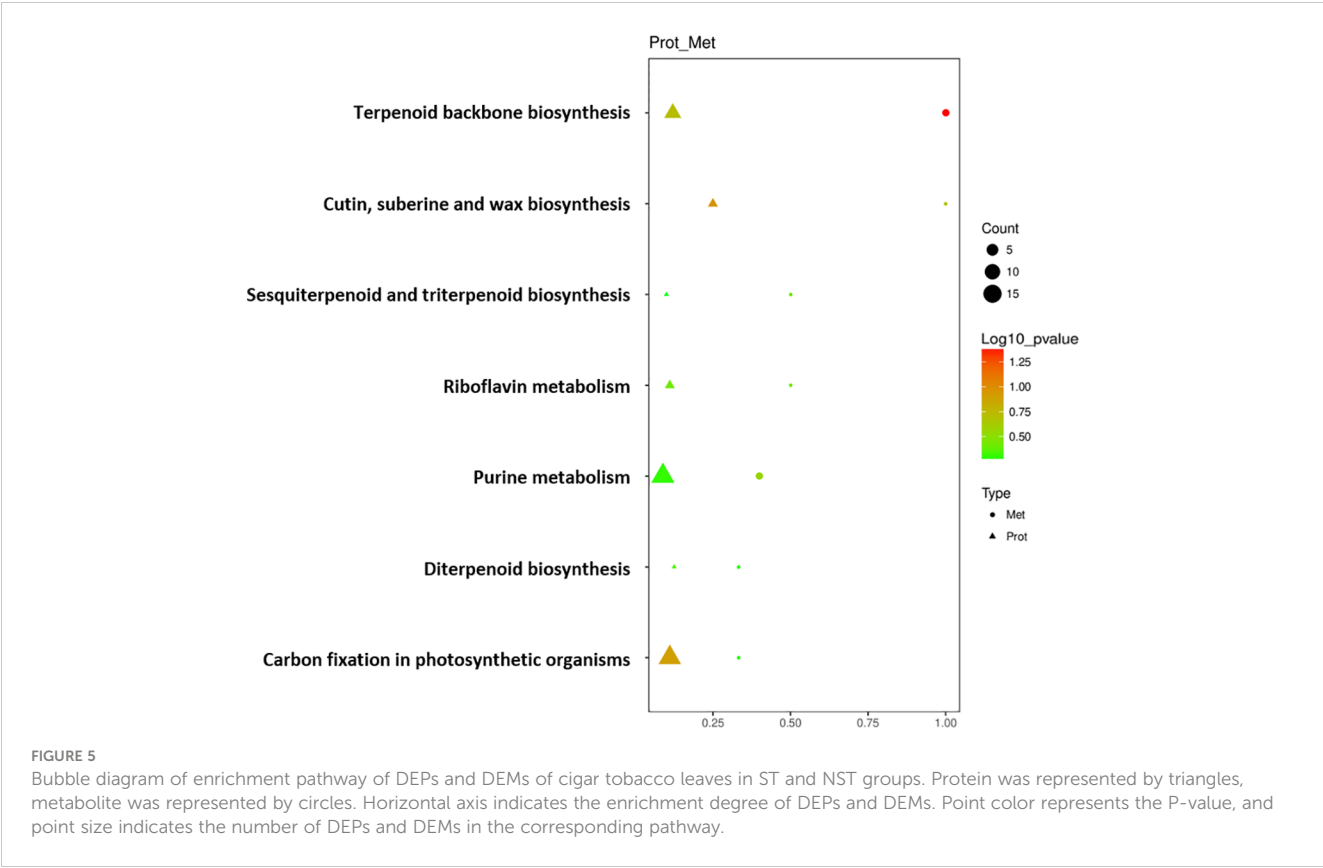 Prot_Met
Terpenoid backbone biosynthesis
Cutin, suberine and wax biosynthesis
Sesquiterpenoid and triterpenoid biosynthesis
Riboflavin metabolism
Purine metabolism
Diterpenoid biosynthesis
Carbon fixation in photosynthetic organisms
0.25 0.50 0.75 1.00
Count
5
10
15
Log10_pvalue
1.25
1.00
0.75
0.50
Type
Met
Prot
FIGURE 5
Bubble diagram of enrichment pathway of DEPs and DEMs of cigar tobacco leaves in ST and NST groups. Protein was represented by triangles,
metabolite was represented by circles. Horizontal axis indicates the enrichment degree of DEPs and DEMs. Point color represents the P-value, and
point size indicates the number of DEPs and DEMs in the corresponding pathway.